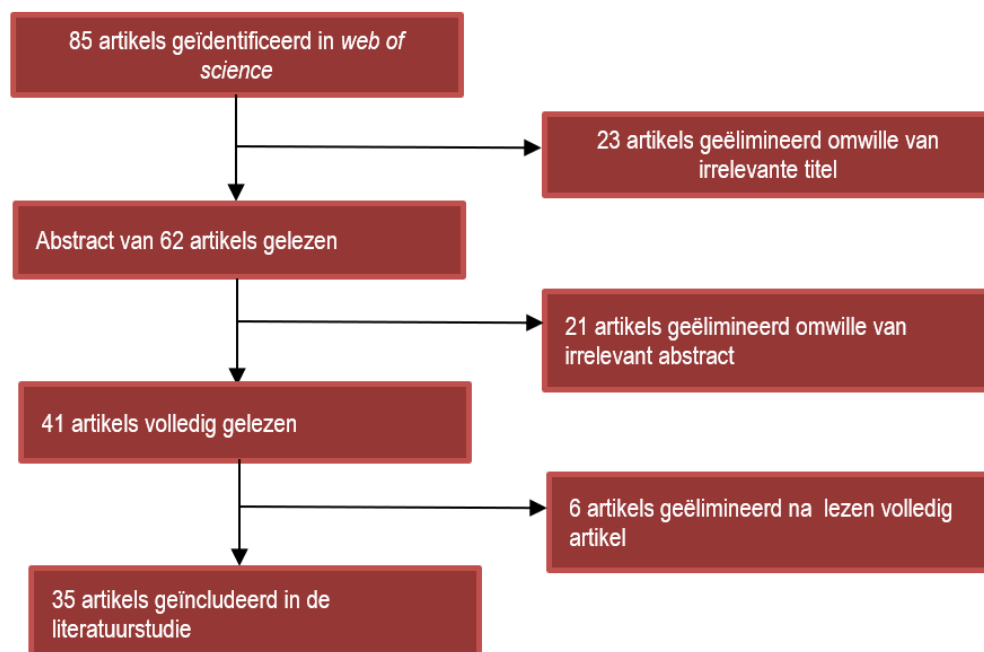 85 artikels geïdentificeerd in web of
science
23 artikels geëlimineerd omwille van
irrelevante titel
Abstract van 62 artikels gelezen
21 artikels geëlimineerd omwille van
irrelevant abstract
41 artikels volledig gelezen
6 artikels geëlimineerd na lezen volledig
artikel
35 artikels geïncludeerd in de
literatuurstudie